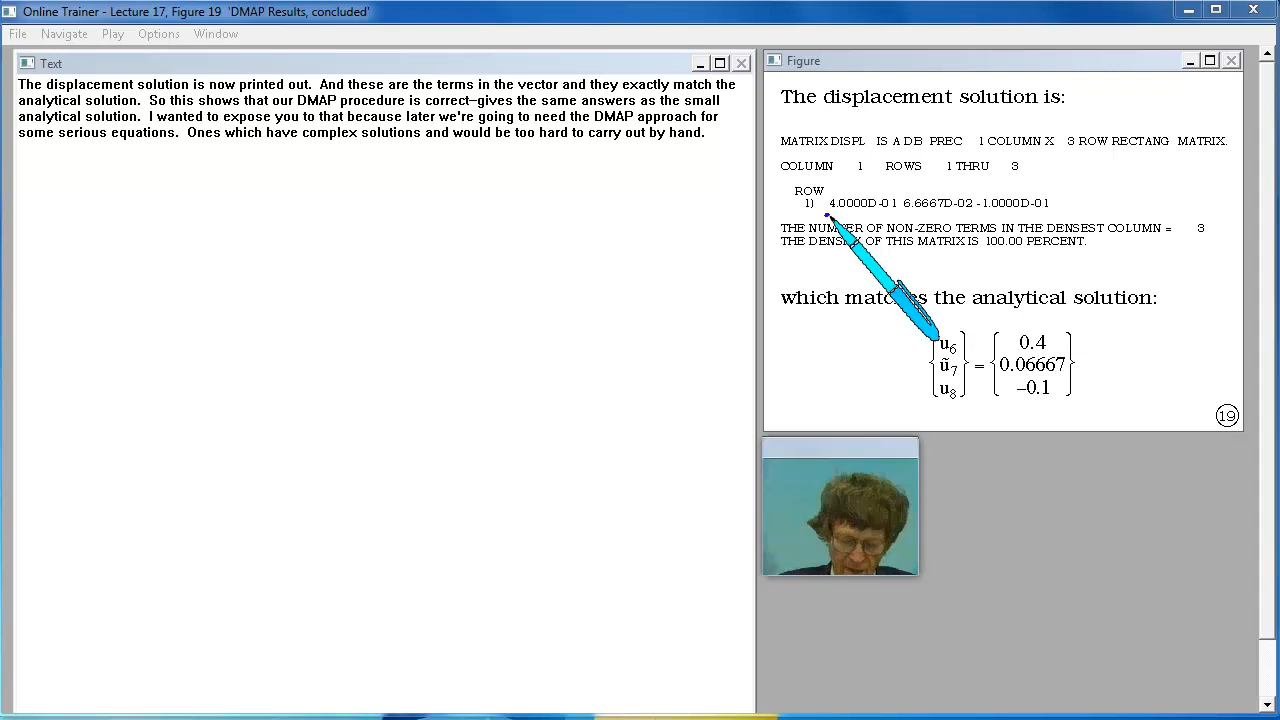 Online Trainer - Lecture 17, Figure 19 'DMAP Results, concluded'
File Navigate Play Options Window
Text
The displacement solution is now printed out. And these are the terms in the vector and they exactly match the
analytical solution. So this shows that our DMAP procedure is correct–gives the same answers as the small
analytical solution. I wanted to expose you to that because later we're going to need the DMAP approach for
some serious equations. Ones which have complex solutions and would be too hard to carry out by hand.
Figure
The displacement solution is:
MATRIX DISPL IS A DB PREC 1 COLUMN X 3 ROW RECTANG MATRIX.
COLUMN 1 ROWS 1 THRU 3
ROW
1) 4.0000D-01 6.6667D-02 -1.0000D-01
THE NUMBER OF NON-ZERO TERMS IN THE DENSEST COLUMN = 3
THE DENSITY OF THIS MATRIX IS 100.00 PERCENT.
which matches the analytical solution:
u6 0.4
ũ7 = 0.06667
u8 –0.1
19